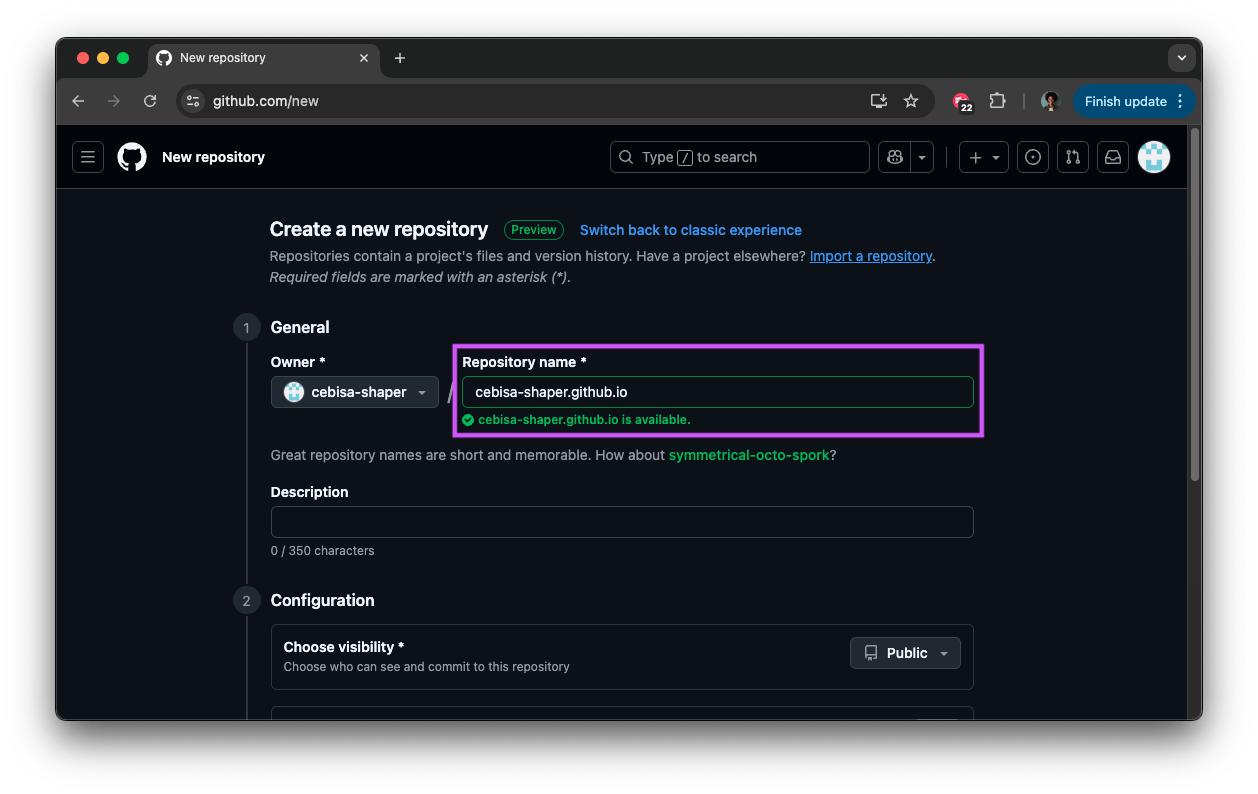 New repository
github.com/new
22
Finish update
New repository
Type / to search
Create a new repository Preview Switch back to classic experience
Repositories contain a project's files and version history. Have a project elsewhere? Import a repository.
Required fields are marked with an asterisk (*).
1 General
Owner *
Repository name *
cebisa-shaper
/
cebisa-shaper.github.io
cebisa-shaper.github.io is available.
Great repository names are short and memorable. How about symmetrical-octo-spork?
Description
0 / 350 characters
2 Configuration
Choose visibility *
Choose who can see and commit to this repository
Public